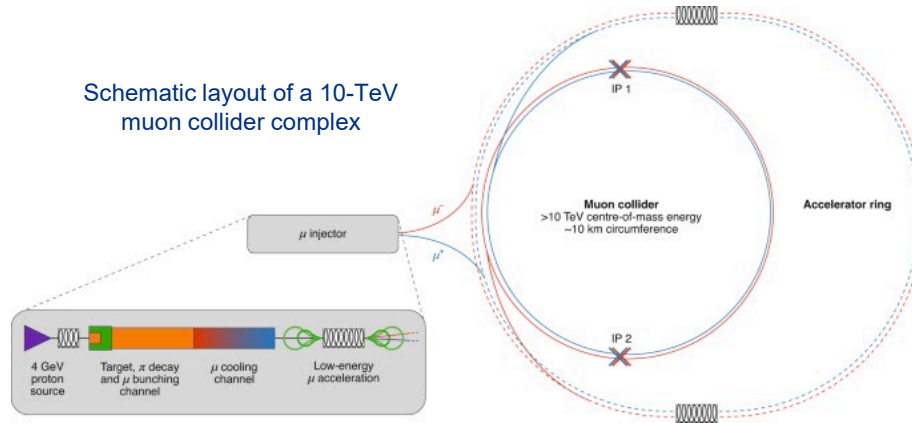 Schematic layout of a 10-TeV
muon collider complex
IP 1
Muon collider
>10 TeV centre-of-mass energy
~10 km circumference
Accelerator ring
μ⁻
μ injector
μ⁺
IP 2
4 GeV
proton
source
Target, π decay
and μ bunching
channel
μ cooling
channel
Low-energy
μ acceleration